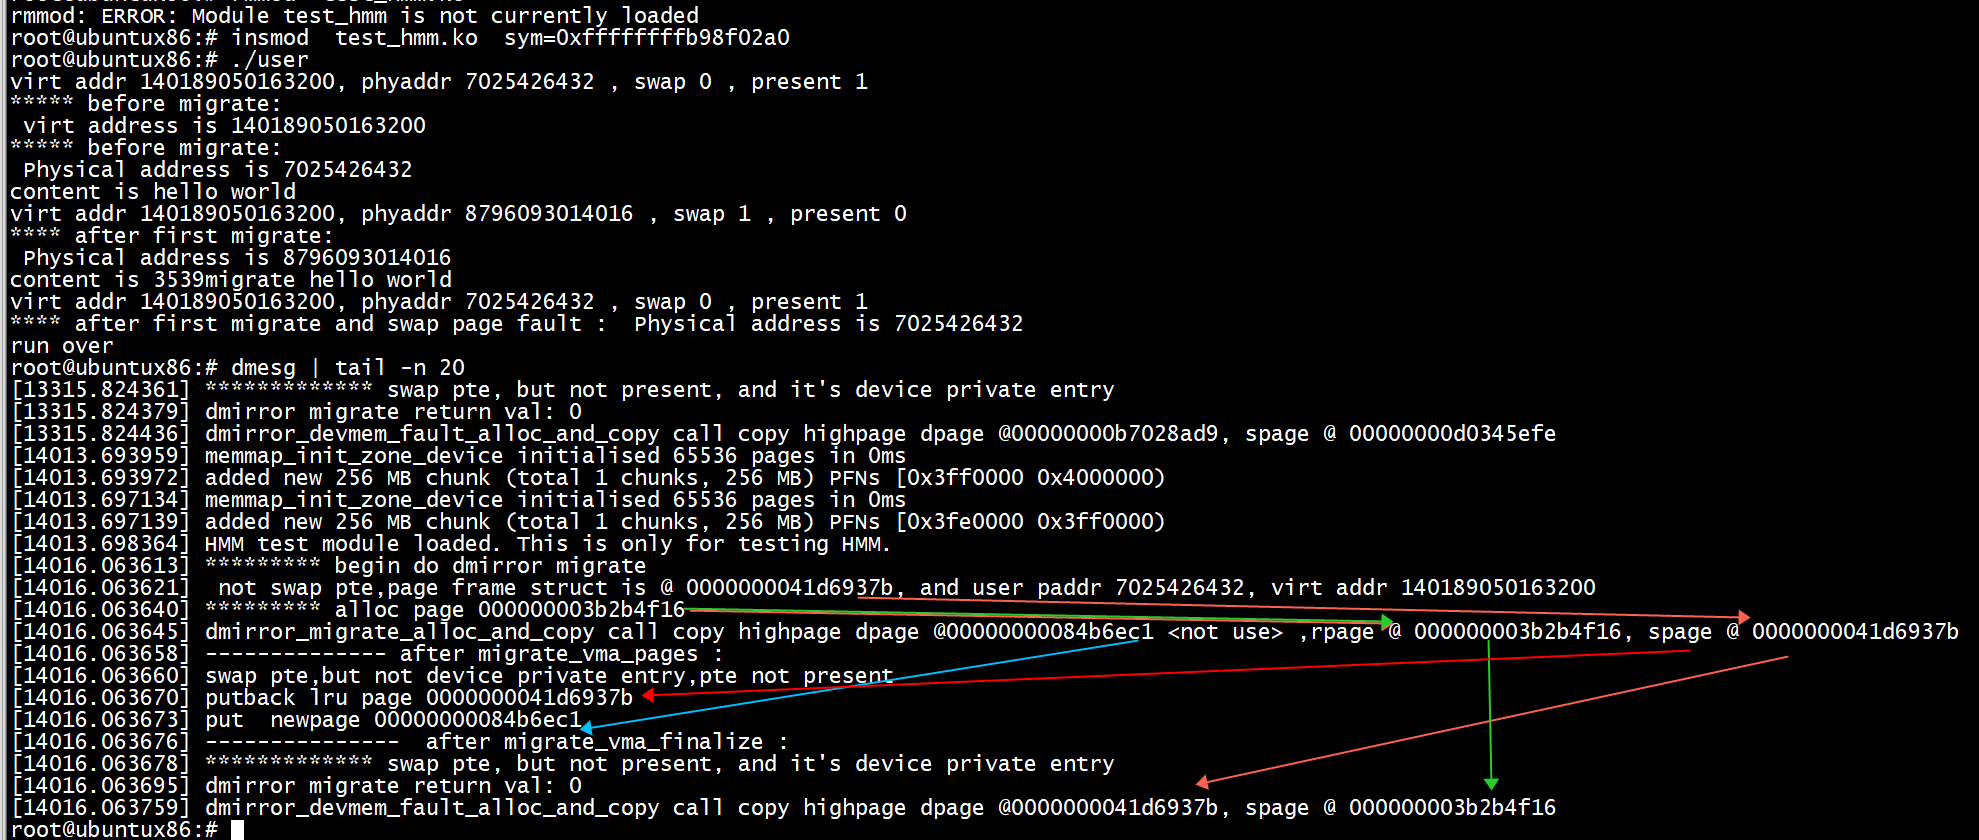 rmmod: ERROR: Module test_hmm is not currently loaded
root@ubuntux86:# insmod  test_hmm.ko  sym=0xffffffffb98f02a0
root@ubuntux86:# ./user
virt addr 140189050163200, phyaddr 7025426432 , swap 0 , present 1
***** before migrate:
 virt address is 140189050163200
***** before migrate:
 Physical address is 7025426432
content is hello world
virt addr 140189050163200, phyaddr 8796093014016 , swap 1 , present 0
**** after first migrate:
 Physical address is 8796093014016
content is 3539migrate hello world
virt addr 140189050163200, phyaddr 7025426432 , swap 0 , present 1
**** after first migrate and swap page fault :  Physical address is 7025426432
run over
root@ubuntux86:# dmesg | tail -n 20
[13315.824361] ************* swap pte, but not present, and it's device private entry
[13315.824379] dmirror migrate return val: 0
[13315.824436] dmirror_devmem_fault_alloc_and_copy call copy highpage dpage @00000000b7028ad9, spage @ 00000000d0345efe
[14013.693959] memmap_init_zone_device initialised 65536 pages in 0ms
[14013.693972] added new 256 MB chunk (total 1 chunks, 256 MB) PFNs [0x3ff0000 0x4000000)
[14013.697134] memmap_init_zone_device initialised 65536 pages in 0ms
[14013.697139] added new 256 MB chunk (total 1 chunks, 256 MB) PFNs [0x3fe0000 0x3ff0000)
[14013.698364] HMM test module loaded. This is only for testing HMM.
[14016.063613] ********* begin do dmirror migrate
[14016.063621]  not swap pte,page frame struct is @ 0000000041d6937b, and user paddr 7025426432, virt addr 140189050163200
[14016.063640] ********* alloc page 000000003b2b4f16
[14016.063645] dmirror_migrate_alloc_and_copy call copy highpage dpage @00000000084b6ec1 <not use> ,rpage @ 000000003b2b4f16, spage @ 0000000041d6937b
[14016.063658] -------------- after migrate_vma_pages :
[14016.063660] swap pte,but not device private entry,pte not present
[14016.063670] putback lru page 0000000041d6937b
[14016.063673] put  newpage 00000000084b6ec1
[14016.063676] ---------------  after migrate_vma_finalize :
[14016.063678] ************* swap pte, but not present, and it's device private entry
[14016.063695] dmirror migrate return val: 0
[14016.063759] dmirror_devmem_fault_alloc_and_copy call copy highpage dpage @0000000041d6937b, spage @ 000000003b2b4f16
root@ubuntux86:#